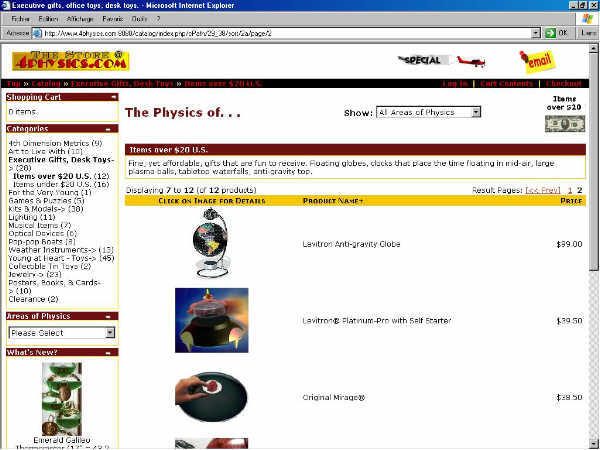 Executive gifts, office toys, desk toys. - Microsoft Internet Explorer
Fichier Edition Affichage Favoris Outils ?
Adresse http://www.4physics.com:8080/catalog/index.php/cPath/29_38/sort/2a/page/2 OK Liens
THE STORE @
4PHYSICS.COM
SPECIAL
email
Top » Catalog » Executive Gifts, Desk Toys » Items over $20 U.S.
Log In | Cart Contents | Checkout
Shopping Cart
0 items
Categories
4th Dimension Metrics (9)
Art to Live With (10)
Executive Gifts, Desk Toys->
(28)
Items over $20 U.S. (12)
Items under $20 U.S. (16)
For the Very Young (1)
Games & Puzzles (5)
Kits & Models-> (38)
Lighting (11)
Musical Items (7)
Optical Devices (6)
Pop-pop Boats (8)
Weather Instruments-> (13)
Young at Heart - Toys-> (45)
Collectible Tin Toys (2)
Jewelry-> (23)
Posters, Books, & Cards->
(10)
Clearance (2)
Areas of Physics
Please Select
What's New?
Emerald Galileo
The Physics of. . .
Show: All Areas of Physics
Items
over $20
Items over $20 U.S.
Fine, yet affordable, gifts that are fun to receive. Floating globes, clocks that place the time floating in mid-air, large
plasma balls, tabletop waterfalls, anti-gravity top.
Displaying 7 to 12 (of 12 products)
Result Pages: [<< Prev] 1 2
Click on Image for Details Product Name+ Price
Levitron Anti-gravity Globe $99.00
Levitron® Platinum-Pro with Self Starter $39.50
Original Mirage® $38.50